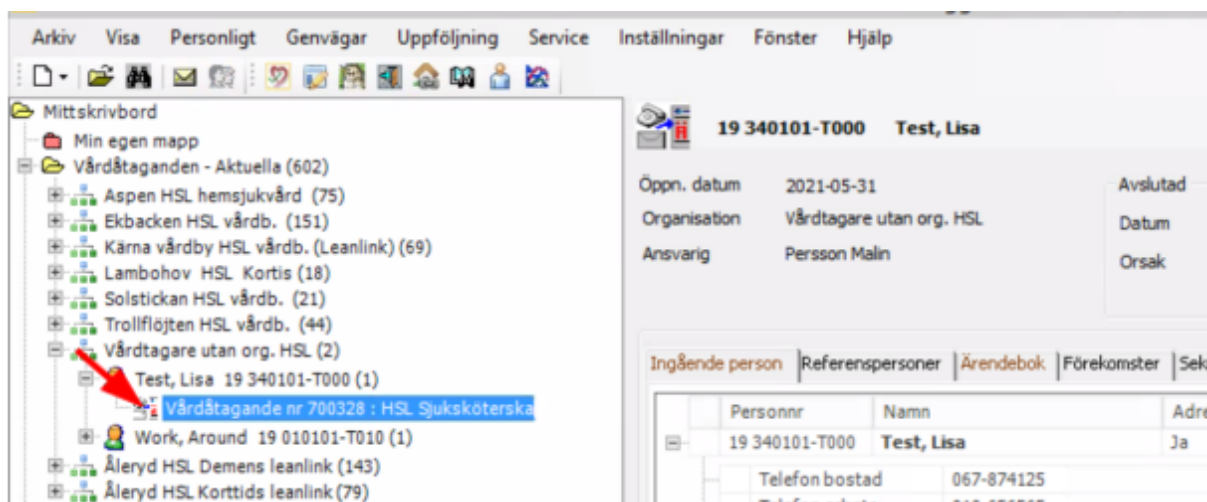 Arkiv Visa Personligt Genvägar Uppföljning Service Inställningar Fönster Hjälp
Mittskrivbord
Min egen mapp
Vårdåtaganden - Aktuella (602)
Aspen HSL hemsjukvård (75)
Ekbacken HSL vårdb. (151)
Kärna vårdby HSL vårdb. (Leanlink) (69)
Lambohov HSL Kortis (18)
Solstickan HSL vårdb. (21)
Trollflöjten HSL vårdb. (44)
Vårdtagare utan org. HSL (2)
Test, Lisa 19 340101-T000 (1)
Vårdåtagande nr 700328 : HSL Sjuksköterska
Work, Around 19 010101-T010 (1)
Åleryd HSL Demens leanlink (143)
Åleryd HSL Korttids leanlink (79)
19 340101-T000 Test, Lisa
Öppn. datum 2021-05-31 Avslutad
Organisation Vårdtagare utan org. HSL Datum
Ansvarig Persson Malin Orsak
Ingående person Referenspersoner Ärendebok Förekomster Sek
Personnr Namn Adre
19 340101-T000 Test, Lisa Ja
Telefon bostad 067-874125